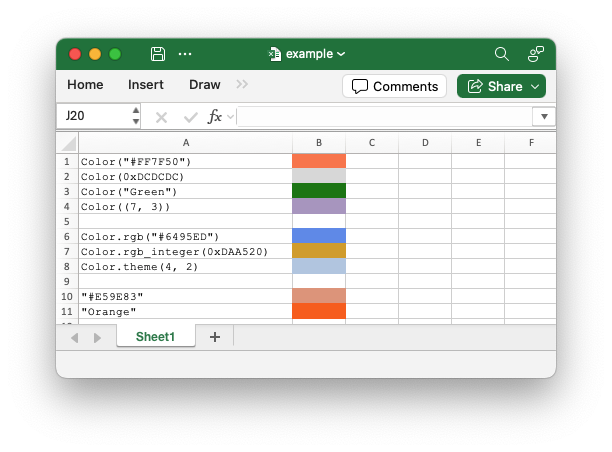 example
Home Insert Draw Comments Share
J20 fx
A B C D E F
1 Color("#FF7F50")
2 Color(0xDCDCDC)
3 Color("Green")
4 Color((7, 3))
5
6 Color.rgb("#6495ED")
7 Color.rgb_integer(0xDAA520)
8 Color.theme(4, 2)
9
10 "#E59E83"
11 "Orange"
Sheet1 +